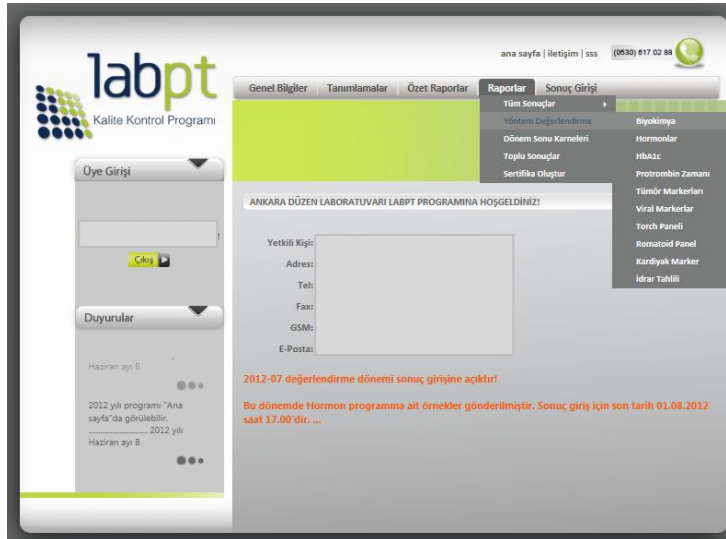 ana sayfa | iletişim | sss
(0530) 617 02 88
labpt
Kalite Kontrol Programı
Genel Bilgiler
Tanımlamalar
Özet Raporlar
Raporlar
Sonuç Girişi
Tüm Sonuçlar
Yöntem Değerlendirme
Dönem Sonu Karneleri
Toplu Sonuçlar
Sertifika Oluştur
Biyokimya
Hormonlar
HbA1c
Protrombin Zamanı
Tümör Markerları
Viral Markerlar
Torch Paneli
Romatoid Panel
Kardiyak Marker
İdrar Tahlili
Üye Girişi
!
Çıkış
Duyurular
Haziran ayı B
2012 yılı programı "Ana
sayfa"da görülebilir.
........................... 2012 yılı
Haziran ayı B
ANKARA DÜZEN LABORATUVARI LABPT PROGRAMINA HOŞGELDİNİZ!
Yetkili Kişi:
Adres:
Tel:
Fax:
GSM:
E-Posta:
2012-07 değerlendirme dönemi sonuç girişine açıktır!
Bu dönemde Hormon programına ait örnekler gönderilmiştir. Sonuç giriş için son tarih 01.08.2012
saat 17.00'dir. ...